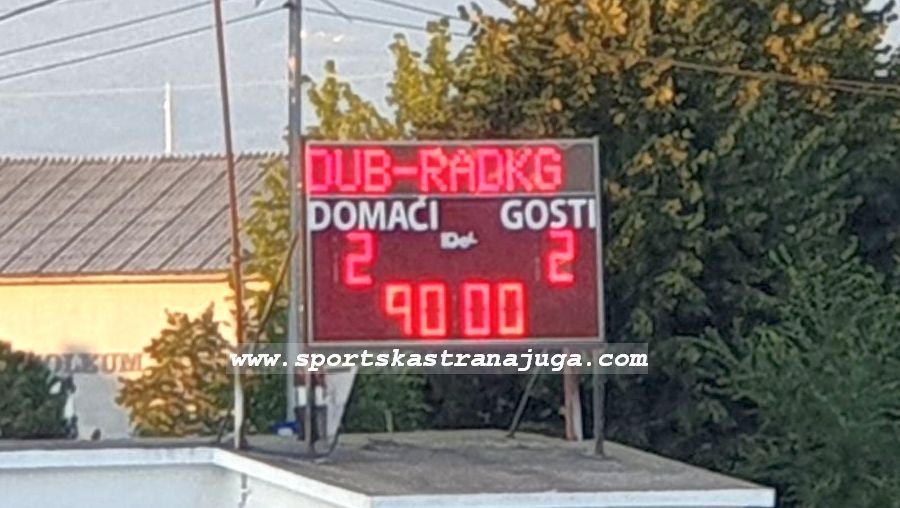 DUB-RADKG
DOMAĆI GOSTI
2 2
90 00
www.sportskastranajuga.com